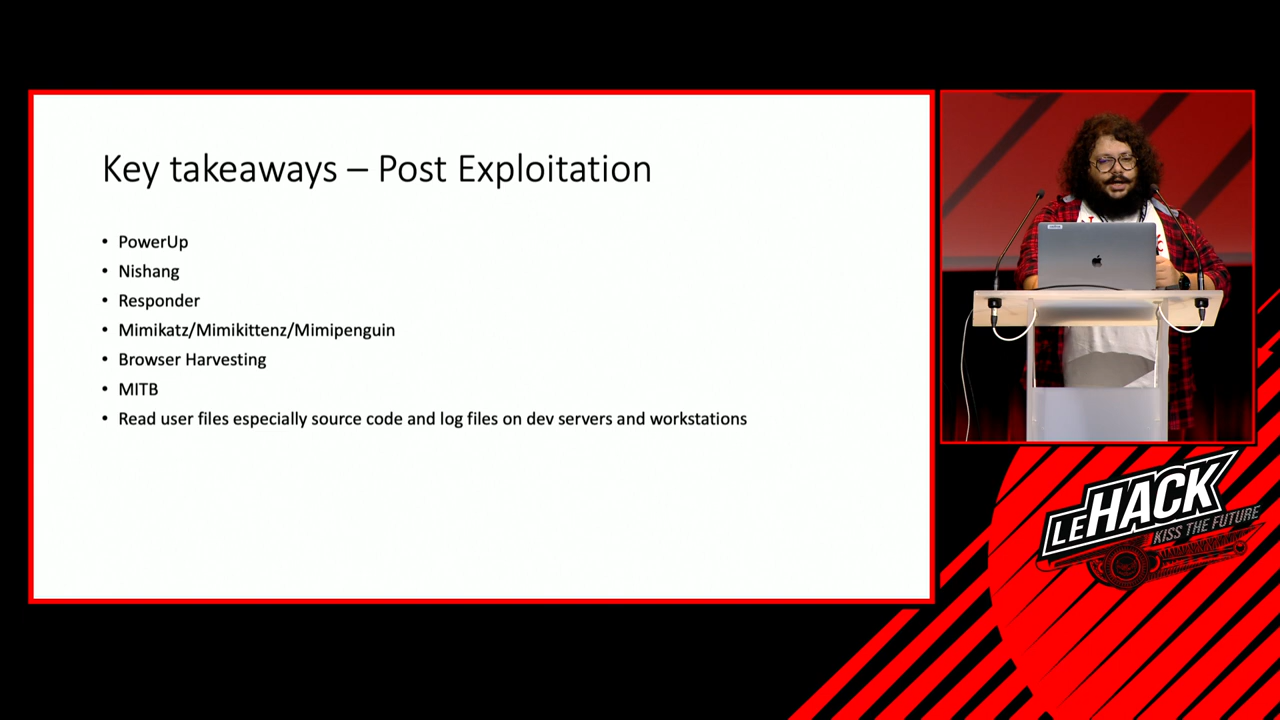 Key takeaways – Post Exploitation
• PowerUp
• Nishang
• Responder
• Mimikatz/Mimikittenz/Mimipenguin
• Browser Harvesting
• MITB
• Read user files especially source code and log files on dev servers and workstations
LEHACK
KISS THE FUTURE